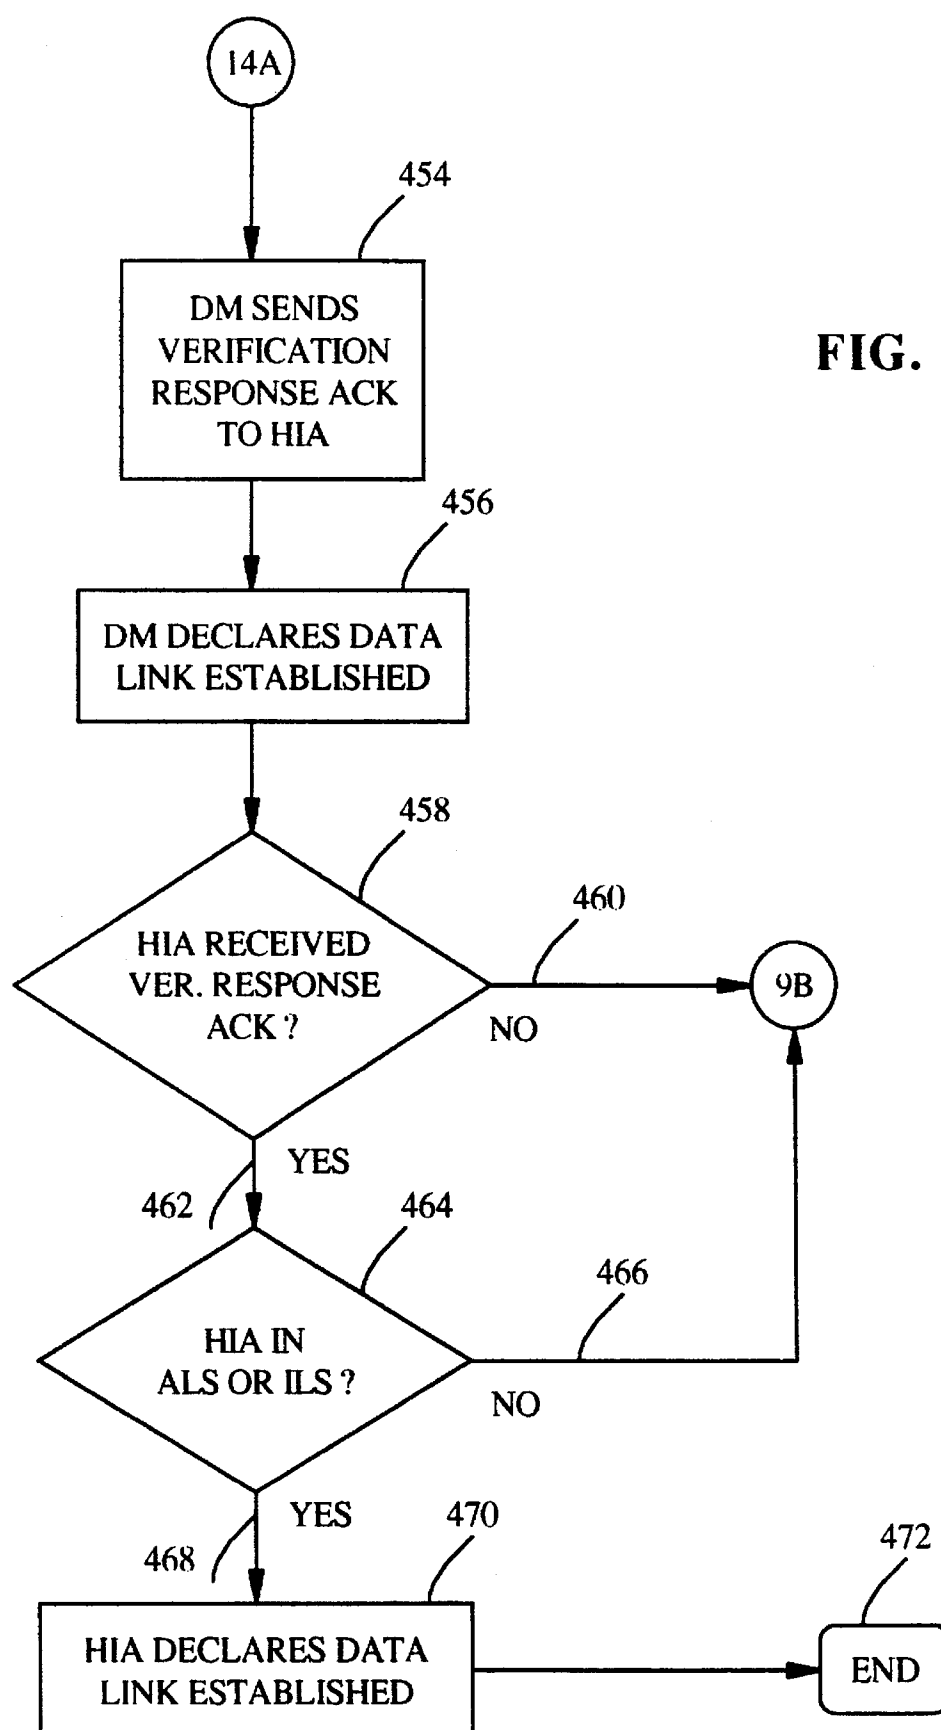 14A
454
DM SENDS
VERIFICATION
RESPONSE ACK
TO HIA
FIG.
456
DM DECLARES DATA
LINK ESTABLISHED
458
HIA RECEIVED
VER. RESPONSE
ACK ?
460
NO
9B
YES
462
464
HIA IN
ALS OR ILS ?
466
NO
YES
468
470
HIA DECLARES DATA
LINK ESTABLISHED
472
END